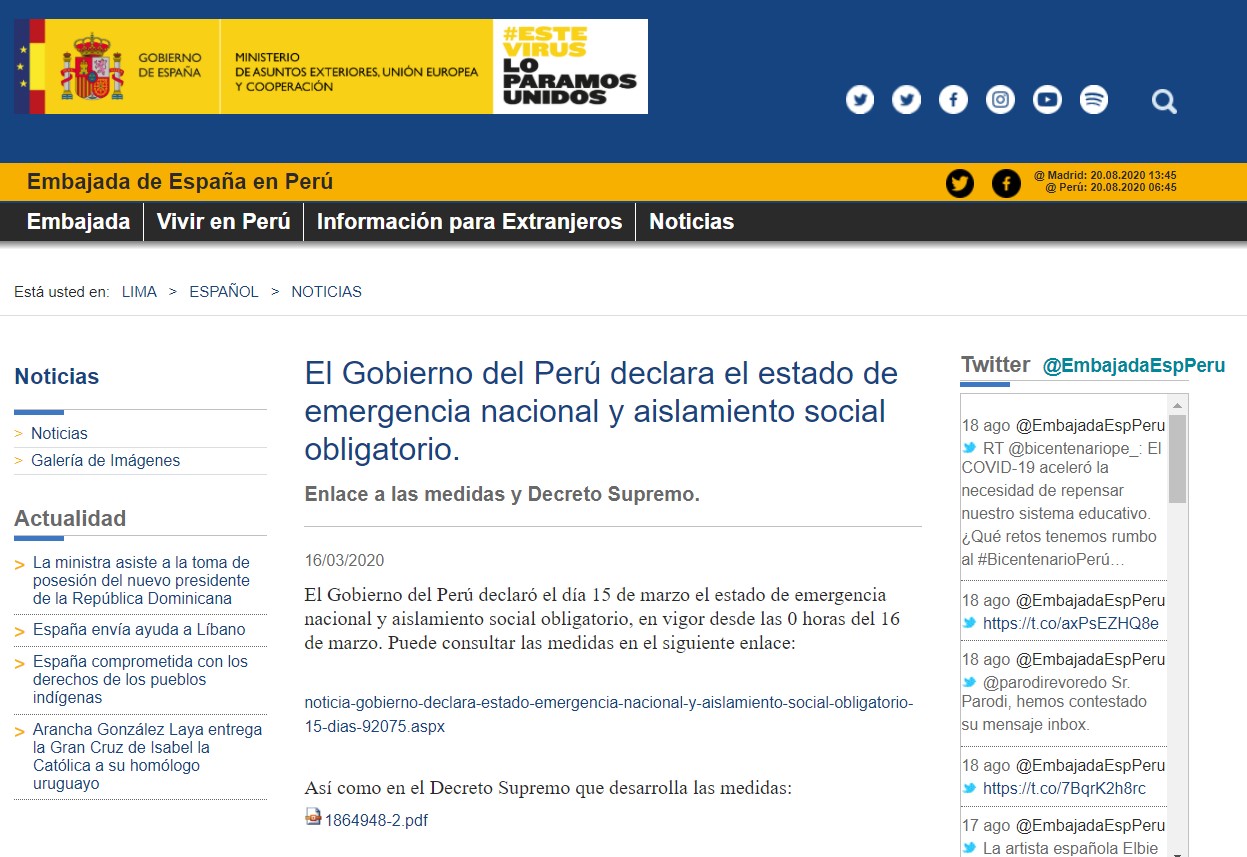 GOBIERNO
DE ESPAÑA
MINISTERIO
DE ASUNTOS EXTERIORES, UNIÓN EUROPEA
Y COOPERACIÓN
#ESTE
VIRUS
LO
PARAMOS
UNIDOS
Embajada de España en Perú
@ Madrid: 20.08.2020 13:45
@ Perú: 20.08.2020 06:45
Embajada
Vivir en Perú
Información para Extranjeros
Noticias
Está usted en: LIMA > ESPAÑOL > NOTICIAS
Noticias
> Noticias
> Galería de Imágenes
Actualidad
> La ministra asiste a la toma de
posesión del nuevo presidente
de la República Dominicana
> España envía ayuda a Líbano
> España comprometida con los
derechos de los pueblos
indígenas
> Arancha González Laya entrega
la Gran Cruz de Isabel la
Católica a su homólogo
uruguayo
El Gobierno del Perú declara el estado de
emergencia nacional y aislamiento social
obligatorio.
Enlace a las medidas y Decreto Supremo.
16/03/2020
El Gobierno del Perú declaró el día 15 de marzo el estado de emergencia
nacional y aislamiento social obligatorio, en vigor desde las 0 horas del 16
de marzo. Puede consultar las medidas en el siguiente enlace:
noticia-gobierno-declara-estado-emergencia-nacional-y-aislamiento-social-obligatorio-
15-dias-92075.aspx
Así como en el Decreto Supremo que desarrolla las medidas:
1864948-2.pdf
Twitter @EmbajadaEspPeru
18 ago @EmbajadaEspPeru
RT @bicentenariope_: El
COVID-19 aceleró la
necesidad de repensar
nuestro sistema educativo.
¿Qué retos tenemos rumbo
al #BicentenarioPerú…
18 ago @EmbajadaEspPeru
https://t.co/axPsEZHQ8e
18 ago @EmbajadaEspPeru
@parodirevoredo Sr.
Parodi, hemos contestado
su mensaje inbox.
18 ago @EmbajadaEspPeru
https://t.co/7BqrK2h8rc
17 ago @EmbajadaEspPeru
La artista española Elbie